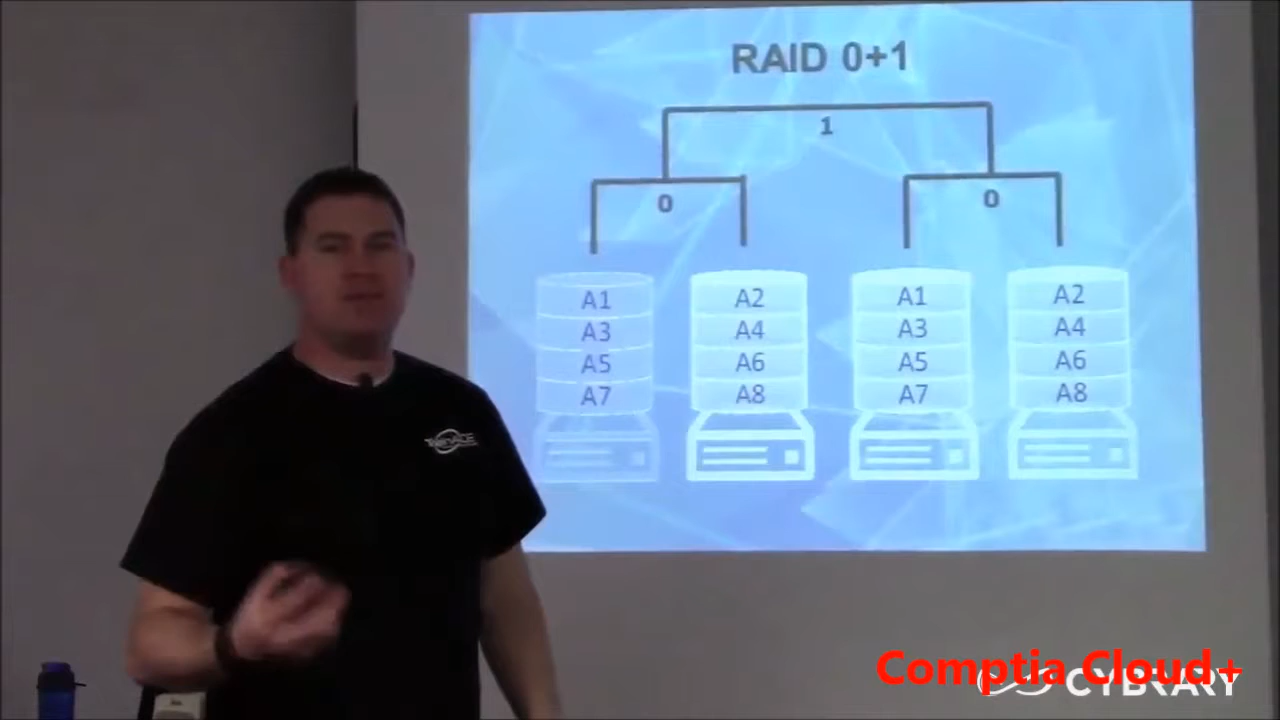 RAID 0+1
1
0
0
A1 A2 A1 A2
A3 A4 A3 A4
A5 A6 A5 A6
A7 A8 A7 A8
Comptia Cloud+
CYBRARY